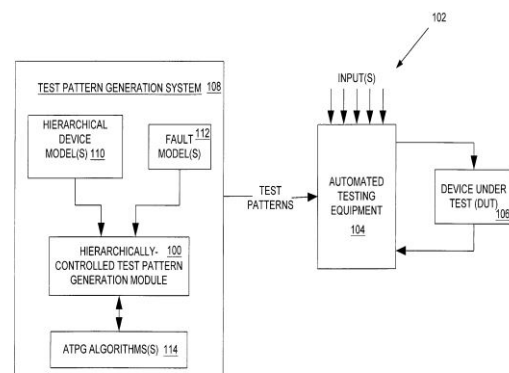 102
TEST PATTERN GENERATION SYSTEM 108
INPUT(S)
HIERARCHICAL
DEVICE
MODEL(S) 110
112
FAULT
MODEL(S)
TEST
PATTERNS
AUTOMATED
TESTING
EQUIPMENT
104
DEVICE UNDER
TEST (DUT)
106
HIERARCHICALLY- 100
CONTROLLED TEST PATTERN
GENERATION MODULE
ATPG ALGORITHMS(S) 114